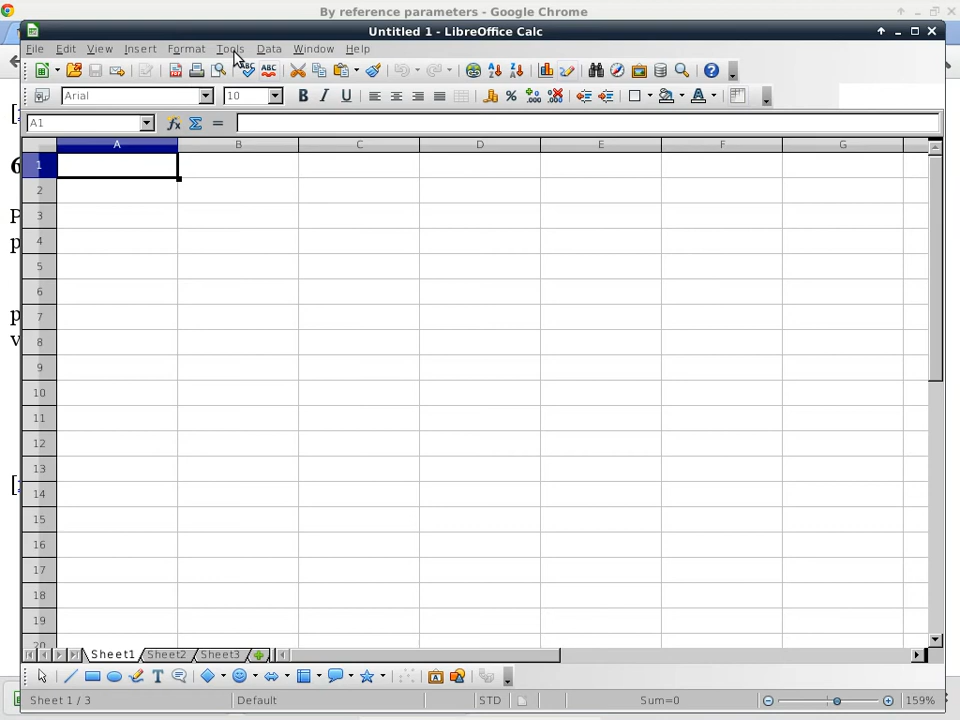 By reference parameters - Google Chrome
Untitled 1 - LibreOffice Calc
File Edit View Insert Format Tools Data Window Help
Arial 10
A1
A B C D E F G
1
2
3
4
5
6
7
8
9
10
11
12
13
14
15
16
17
18
19
20
Sheet1 Sheet2 Sheet3
Sheet 1 / 3 Default STD Sum=0 159%